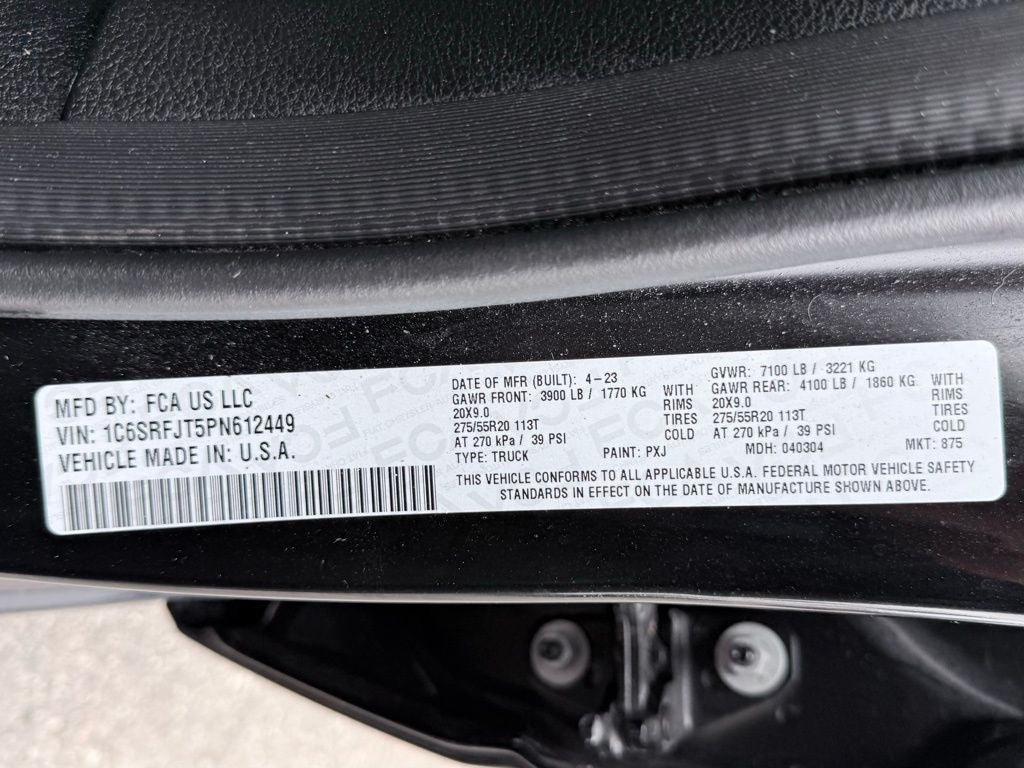 MFD BY: FCA US LLC
VIN: 1C6SRFJT5PN612449
VEHICLE MADE IN: U.S.A.
DATE OF MFR (BUILT): 4-23
GAWR FRONT: 3900 LB / 1770 KG WITH
20X9.0 RIMS
275/55R20 113T TIRES
AT 270 kPa / 39 PSI COLD
TYPE: TRUCK PAINT: PXJ
GVWR: 7100 LB / 3221 KG
GAWR REAR: 4100 LB / 1860 KG WITH
20X9.0 RIMS
275/55R20 113T TIRES
AT 270 kPa / 39 PSI COLD
MDH: 040304 MKT: 875
THIS VEHICLE CONFORMS TO ALL APPLICABLE U.S.A. FEDERAL MOTOR VEHICLE SAFETY
STANDARDS IN EFFECT ON THE DATE OF MANUFACTURE SHOWN ABOVE.